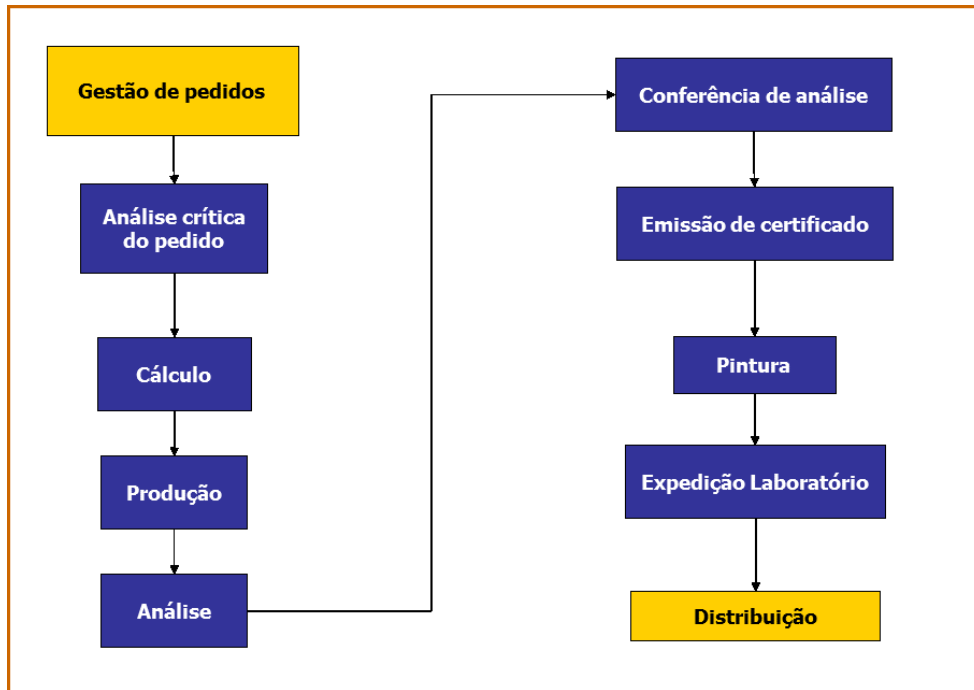 Gestão de pedidos
Análise crítica
do pedido
Cálculo
Produção
Análise
Conferência de análise
Emissão de certificado
Pintura
Expedição Laboratório
Distribuição